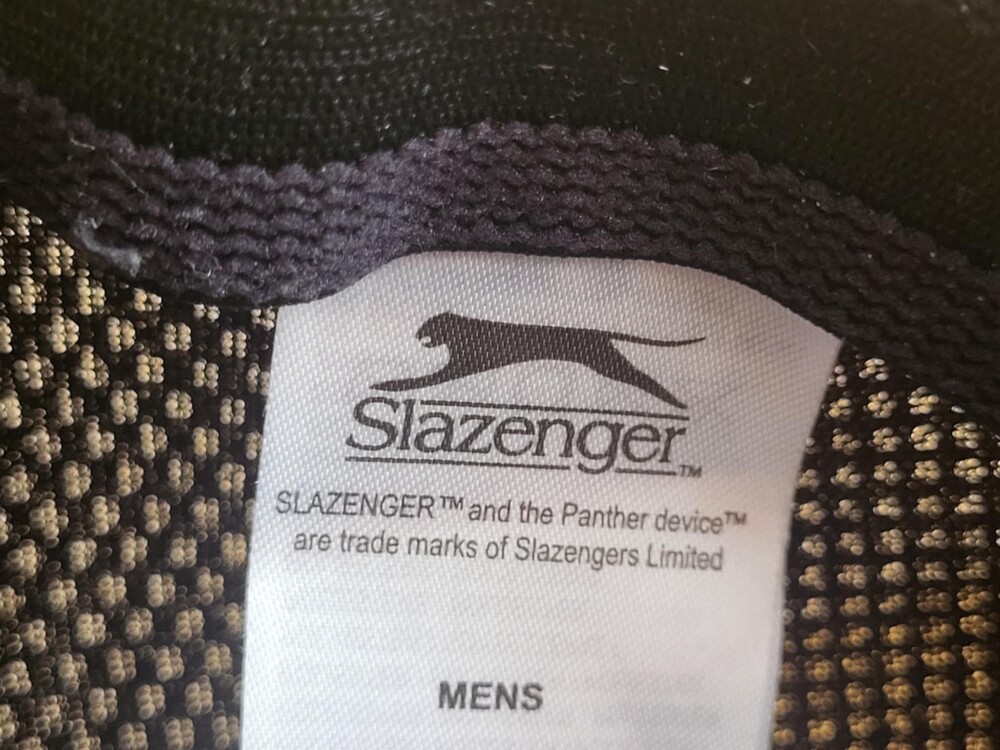 Slazenger™
SLAZENGER™ and the Panther device™
are trade marks of Slazengers Limited
MENS